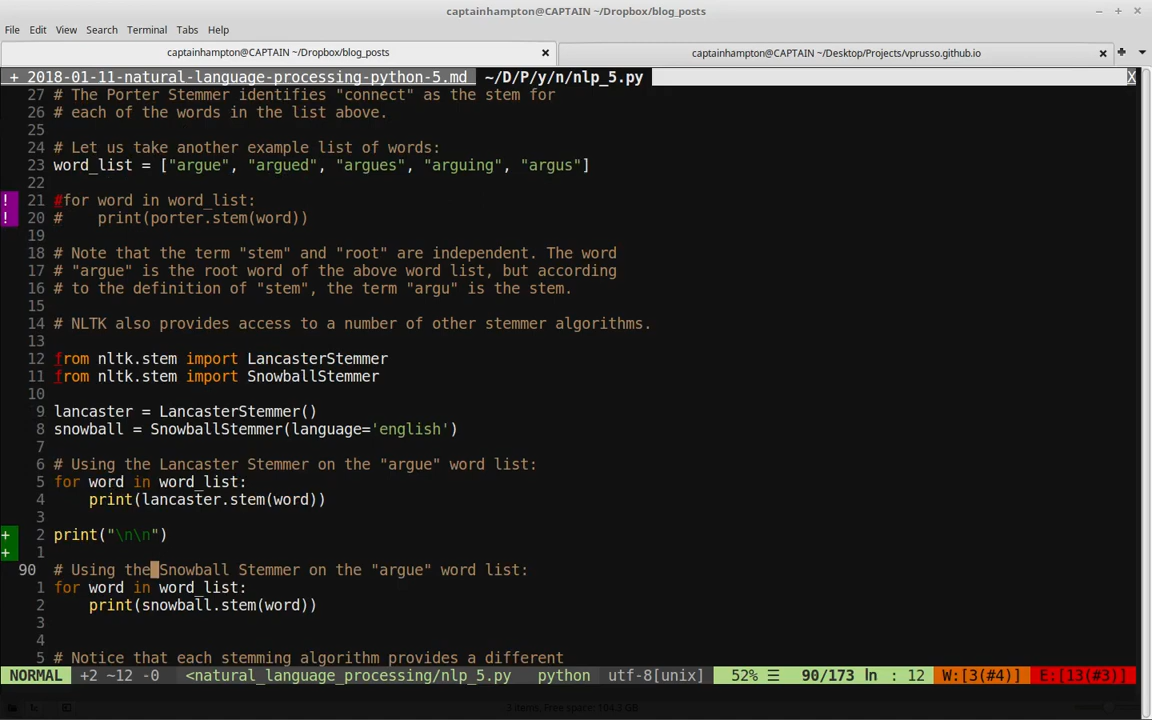 captainhampton@CAPTAIN ~/Dropbox/blog_posts
File Edit View Search Terminal Tabs Help
captainhampton@CAPTAIN ~/Dropbox/blog_posts captainhampton@CAPTAIN ~/Desktop/Projects/vprusso.github.io
+ 2018-01-11-natural-language-processing-python-5.md ~/D/P/y/n/nlp_5.py X
27 # The Porter Stemmer identifies "connect" as the stem for
26 # each of the words in the list above.
25
24 # Let us take another example list of words:
23 word_list = ["argue", "argued", "argues", "arguing", "argus"]
22
! 21 #for word in word_list:
! 20 #    print(porter.stem(word))
19
18 # Note that the term "stem" and "root" are independent. The word
17 # "argue" is the root word of the above word list, but according
16 # to the definition of "stem", the term "argu" is the stem.
15
14 # NLTK also provides access to a number of other stemmer algorithms.
13
12 from nltk.stem import LancasterStemmer
11 from nltk.stem import SnowballStemmer
10
9 lancaster = LancasterStemmer()
8 snowball = SnowballStemmer(language='english')
7
6 # Using the Lancaster Stemmer on the "argue" word list:
5 for word in word_list:
4     print(lancaster.stem(word))
3
+ 2 print("\n\n")
+ 1
90 # Using the Snowball Stemmer on the "argue" word list:
1 for word in word_list:
2     print(snowball.stem(word))
3
4
5 # Notice that each stemming algorithm provides a different
NORMAL +2 ~12 -0 <natural_language_processing/nlp_5.py python utf-8[unix] 52% ☰ 90/173 ln : 12 W:[3(#4)] E:[13(#3)]
3 items, Free space: 104.3 GB